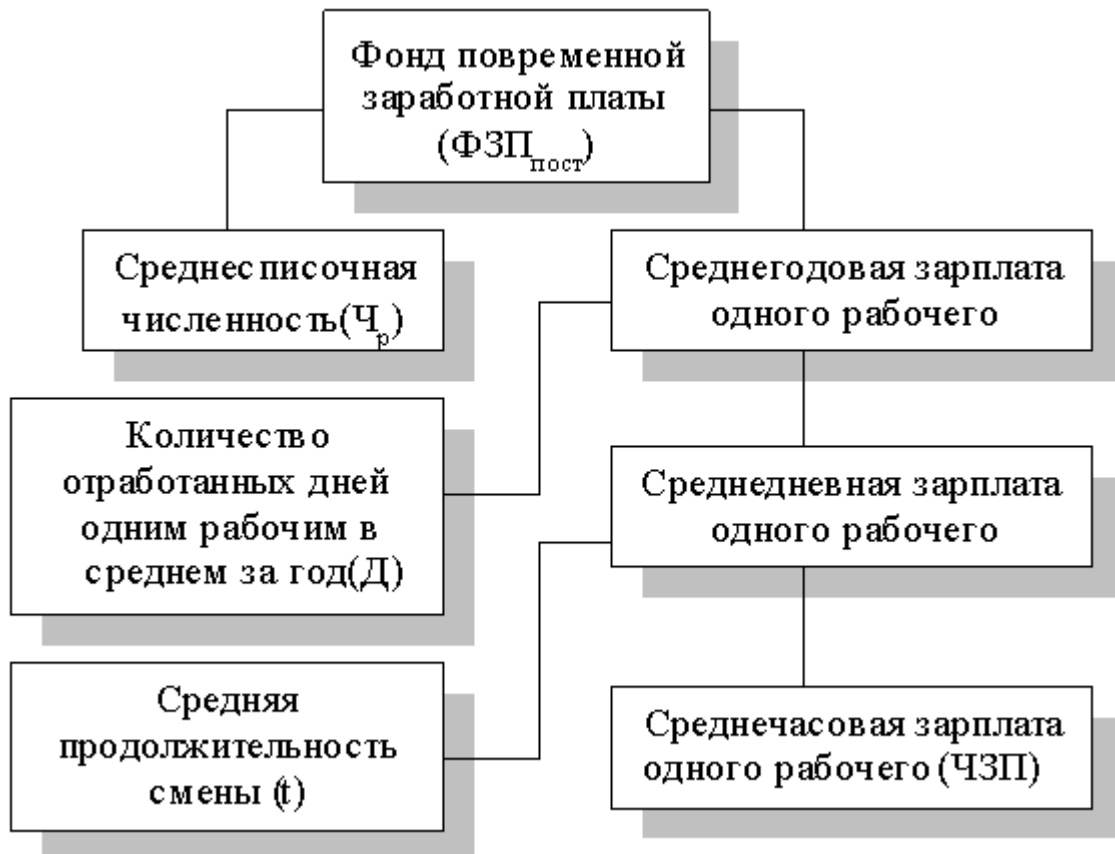 Фонд повременной
заработной платы
(ФЗПпост)
Среднесписочная
численность(Чр)
Среднегодовая зарплата
одного рабочего
Количество
отработанных дней
одним рабочим в
среднем за год(Д)
Среднедневная зарплата
одного рабочего
Средняя
продолжительность
смены (t)
Среднечасовая зарплата
одного рабочего (ЧЗП)